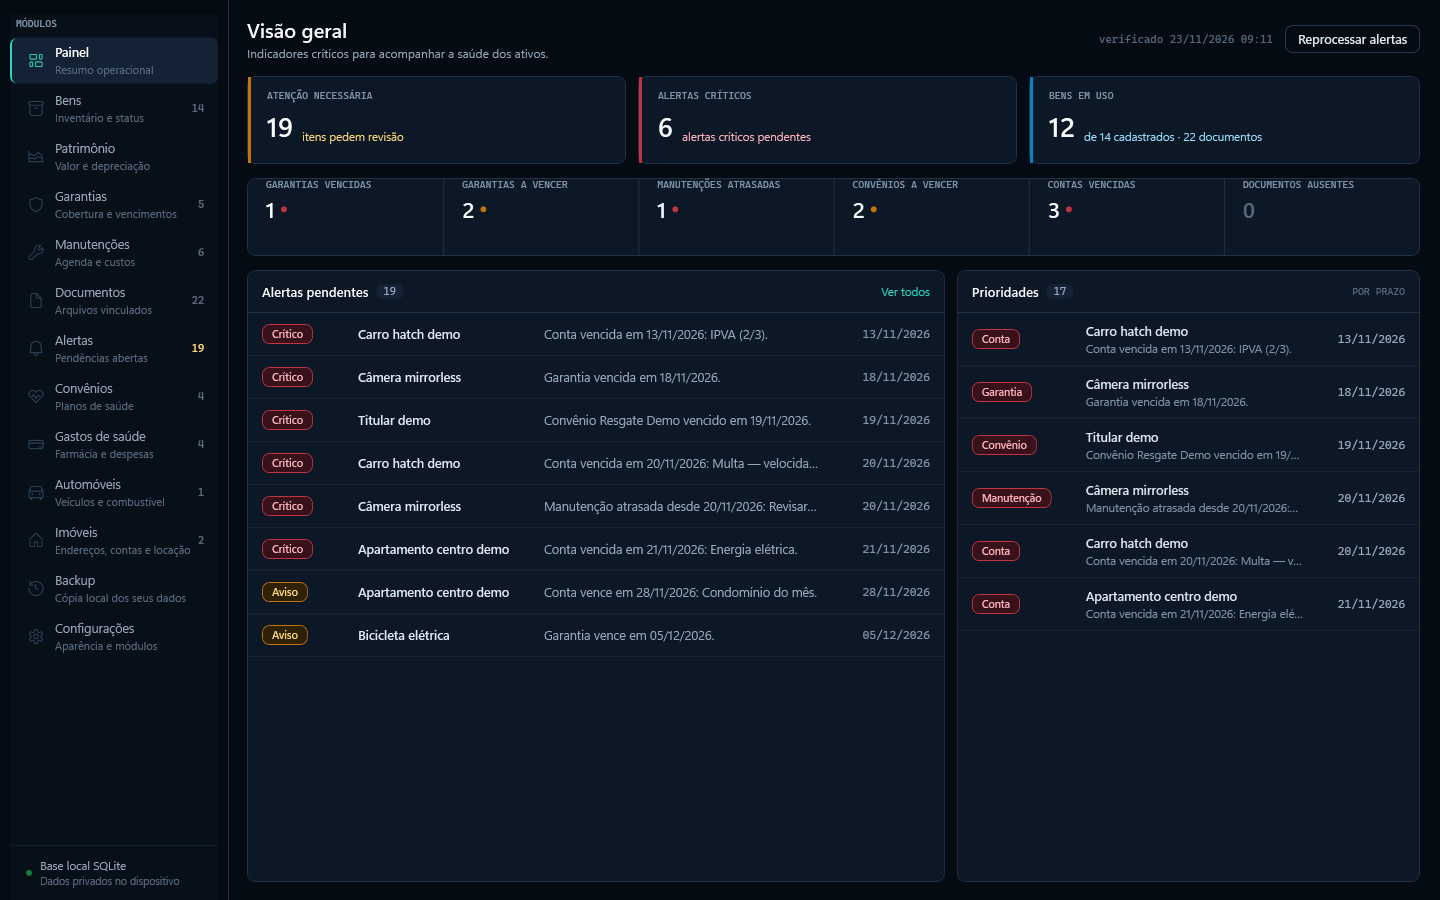 MÓDULOS
Painel
Resumo operacional
Bens
Inventário e status
14
Patrimônio
Valor e depreciação
Garantias
Cobertura e vencimentos
5
Manutenções
Agenda e custos
6
Documentos
Arquivos vinculados
22
Alertas
Pendências abertas
19
Convênios
Planos de saúde
4
Gastos de saúde
Farmácia e despesas
4
Automóveis
Veículos e combustível
1
Imóveis
Endereços, contas e locação
2
Backup
Cópia local dos seus dados
Configurações
Aparência e módulos
Base local SQLite
Dados privados no dispositivo
Visão geral
Indicadores críticos para acompanhar a saúde dos ativos.
verificado 23/11/2026 09:11
Reprocessar alertas
ATENÇÃO NECESSÁRIA
19 itens pedem revisão
ALERTAS CRÍTICOS
6 alertas críticos pendentes
BENS EM USO
12 de 14 cadastrados · 22 documentos
GARANTIAS VENCIDAS
1
GARANTIAS A VENCER
2
MANUTENÇÕES ATRASADAS
1
CONVÊNIOS A VENCER
2
CONTAS VENCIDAS
3
DOCUMENTOS AUSENTES
0
Alertas pendentes 19
Ver todos
Crítico Carro hatch demo Conta vencida em 13/11/2026: IPVA (2/3). 13/11/2026
Crítico Câmera mirrorless Garantia vencida em 18/11/2026. 18/11/2026
Crítico Titular demo Convênio Resgate Demo vencido em 19/11/2026. 19/11/2026
Crítico Carro hatch demo Conta vencida em 20/11/2026: Multa — velocida... 20/11/2026
Crítico Câmera mirrorless Manutenção atrasada desde 20/11/2026: Revisar... 20/11/2026
Crítico Apartamento centro demo Conta vencida em 21/11/2026: Energia elétrica. 21/11/2026
Aviso Apartamento centro demo Conta vence em 28/11/2026: Condomínio do mês. 28/11/2026
Aviso Bicicleta elétrica Garantia vence em 05/12/2026. 05/12/2026
Prioridades 17
POR PRAZO
Conta
Carro hatch demo
Conta vencida em 13/11/2026: IPVA (2/3).
13/11/2026
Garantia
Câmera mirrorless
Garantia vencida em 18/11/2026.
18/11/2026
Convênio
Titular demo
Convênio Resgate Demo vencido em 19/...
19/11/2026
Manutenção
Câmera mirrorless
Manutenção atrasada desde 20/11/2026:...
20/11/2026
Conta
Carro hatch demo
Conta vencida em 20/11/2026: Multa — v...
20/11/2026
Conta
Apartamento centro demo
Conta vencida em 21/11/2026: Energia elé...
21/11/2026